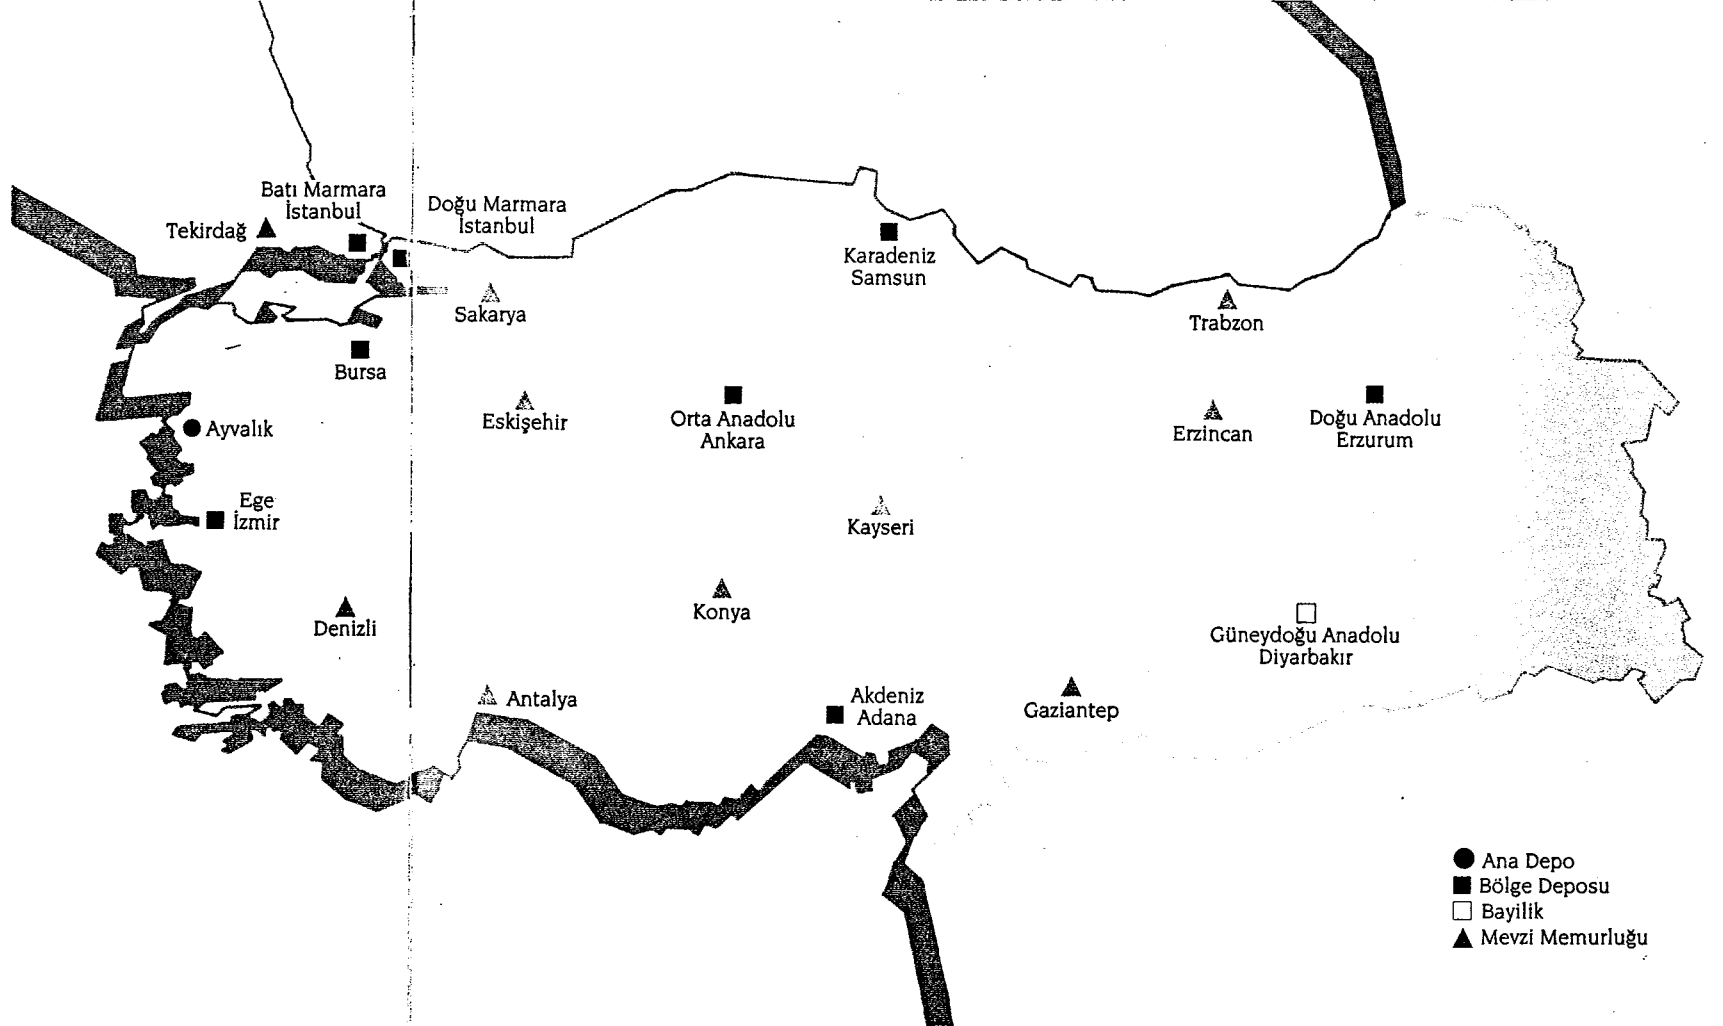 Batı Marmara
İstanbul
Doğu Marmara
İstanbul
Tekirdağ
Karadeniz
Samsun
Sakarya
Trabzon
Bursa
Eskişehir
Orta Anadolu
Ankara
Erzincan
Doğu Anadolu
Erzurum
Ayvalık
Ege
İzmir
Kayseri
Konya
Denizli
Güneydoğu Anadolu
Diyarbakır
Antalya
Akdeniz
Adana
Gaziantep
Ana Depo
Bölge Deposu
Bayilik
Mevzi Memurluğu